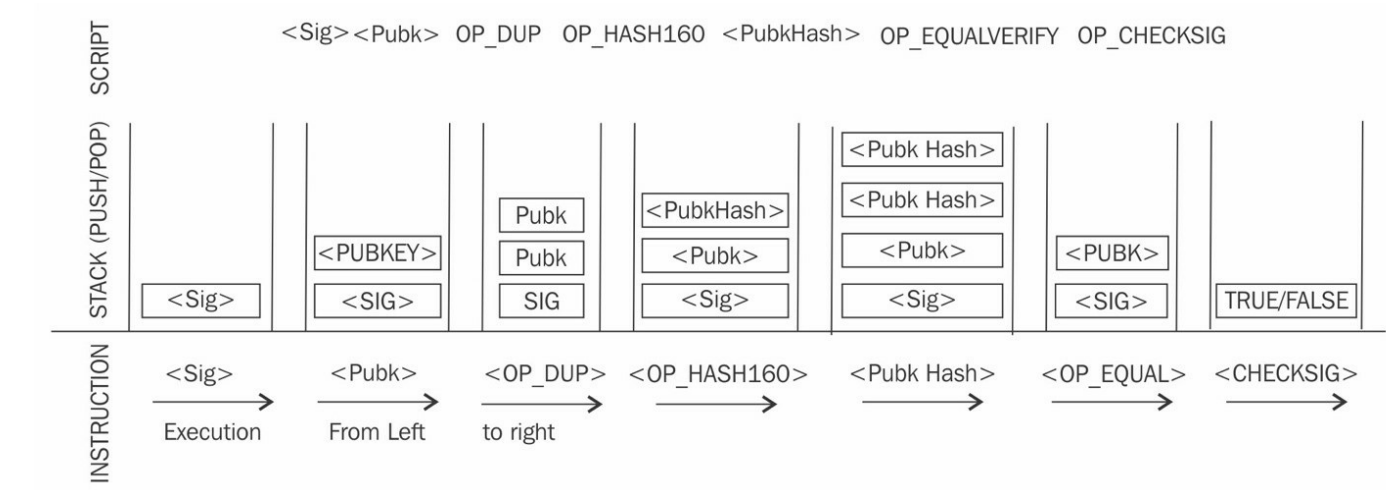 SCRIPT
<Sig> <Pubk> OP_DUP OP_HASH160 <PubkHash> OP_EQUALVERIFY OP_CHECKSIG
STACK (PUSH/POP)
<Sig>
<PUBKEY>
<SIG>
Pubk
Pubk
SIG
<PubkHash>
<Pubk>
<Sig>
<Pubk Hash>
<Pubk Hash>
<Pubk>
<Sig>
<PUBK>
<SIG>
TRUE/FALSE
INSTRUCTION
<Sig> <Pubk> <OP_DUP> <OP_HASH160> <Pubk Hash> <OP_EQUAL> <CHECKSIG>
Execution From Left to right